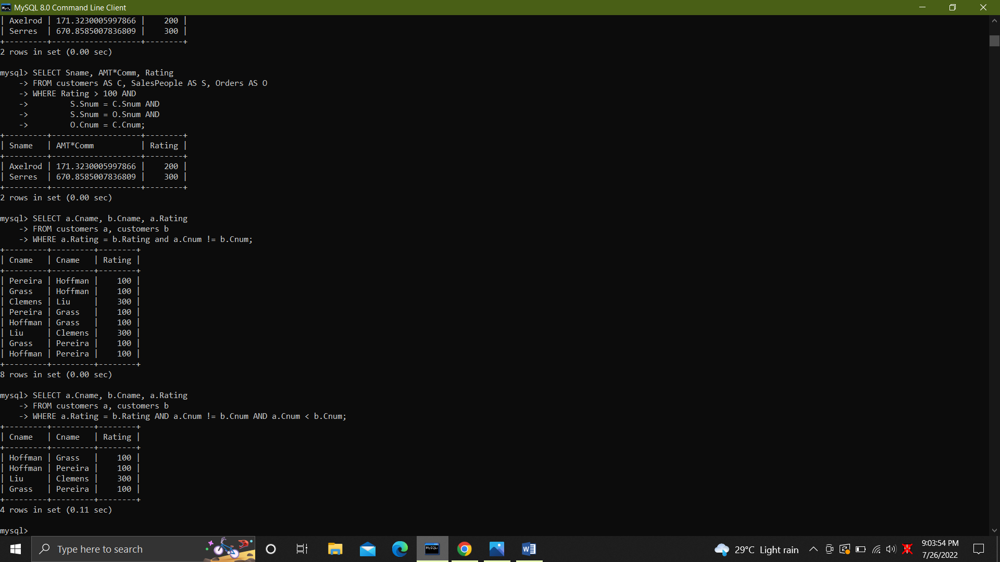 MySQL 8.0 Command Line Client
| Axelrod | 171.3230005997866 |    200 |
| Serres  | 670.8585007836809 |    300 |
+---------+-------------------+--------+
2 rows in set (0.00 sec)
mysql> SELECT Sname, AMT*Comm, Rating
    -> FROM customers AS C, SalesPeople AS S, Orders AS O
    -> WHERE Rating > 100 AND
    ->         S.Snum = C.Snum AND
    ->         S.Snum = O.Snum AND
    ->         O.Cnum = C.Cnum;
+---------+-------------------+--------+
| Sname   | AMT*Comm          | Rating |
+---------+-------------------+--------+
| Axelrod | 171.3230005997866 |    200 |
| Serres  | 670.8585007836809 |    300 |
+---------+-------------------+--------+
2 rows in set (0.00 sec)
mysql> SELECT a.Cname, b.Cname, a.Rating
    -> FROM customers a, customers b
    -> WHERE a.Rating = b.Rating and a.Cnum != b.Cnum;
+---------+---------+--------+
| Cname   | Cname   | Rating |
+---------+---------+--------+
| Pereira | Hoffman |    100 |
| Grass   | Hoffman |    100 |
| Clemens | Liu     |    300 |
| Pereira | Grass   |    100 |
| Hoffman | Grass   |    100 |
| Liu     | Clemens |    300 |
| Grass   | Pereira |    100 |
| Hoffman | Pereira |    100 |
+---------+---------+--------+
8 rows in set (0.00 sec)
mysql> SELECT a.Cname, b.Cname, a.Rating
    -> FROM customers a, customers b
    -> WHERE a.Rating = b.Rating AND a.Cnum != b.Cnum AND a.Cnum < b.Cnum;
+---------+---------+--------+
| Cname   | Cname   | Rating |
+---------+---------+--------+
| Hoffman | Grass   |    100 |
| Hoffman | Pereira |    100 |
| Liu     | Clemens |    300 |
| Grass   | Pereira |    100 |
+---------+---------+--------+
4 rows in set (0.11 sec)
mysql>
Type here to search
29°C Light rain
9:03:54 PM
7/26/2022